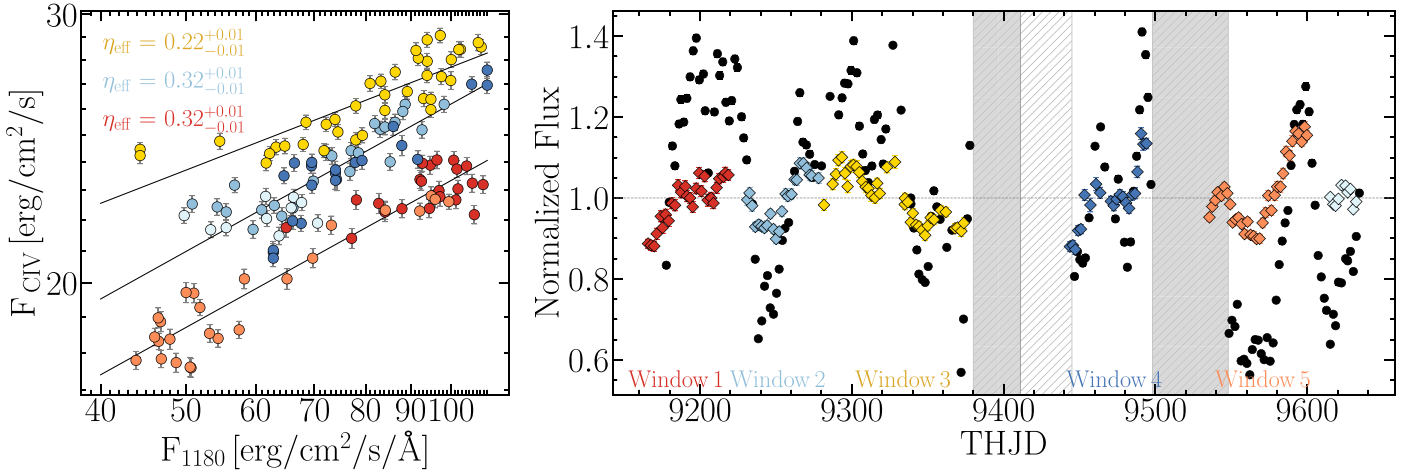 30
20
F CIV [erg/cm²/s]
η_eff = 0.22^{+0.01}_{−0.01}
η_eff = 0.32^{+0.01}_{−0.01}
η_eff = 0.32^{+0.01}_{−0.01}
40 50 60 70 80 90 100
F₁₁₈₀ [erg/cm²/s/Å]
Normalized Flux
1.4
1.2
1.0
0.8
0.6
Window 1 Window 2 Window 3 Window 4 Window 5
9200 9300 9400 9500 9600
THJD